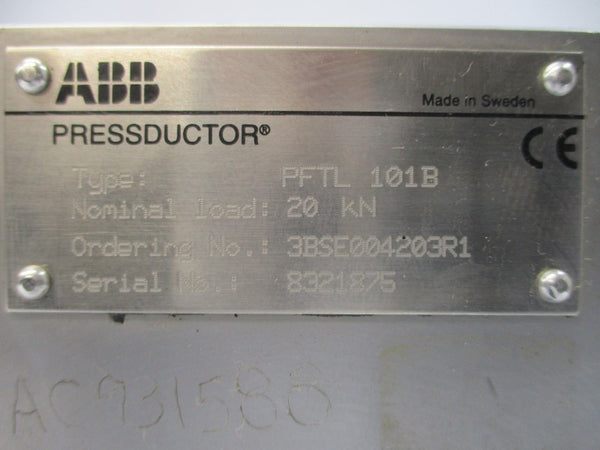 ABB
Made in Sweden
PRESSDUCTOR®
CE
Type: PFTL 101B
Nominal load: 20 kN
Ordering No.: 3BSE004203R1
Serial No.: 8321875
AC931588